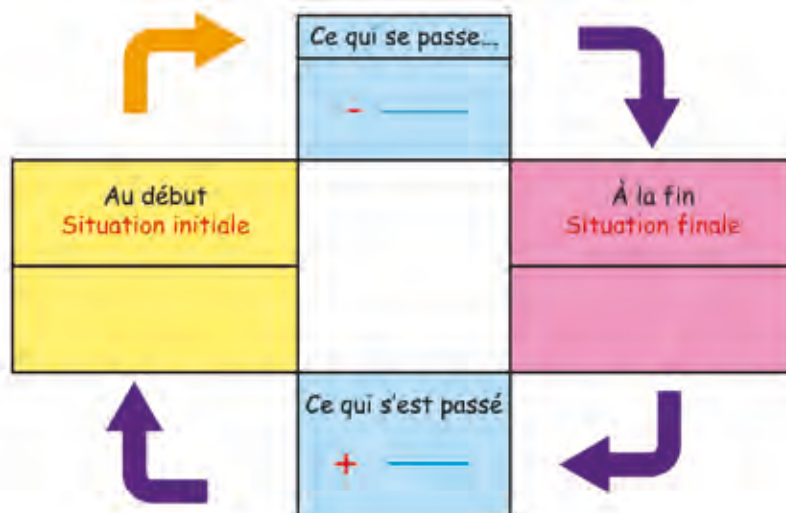 Ce qui se passe...
-
Au début
Situation initiale
À la fin
Situation finale
Ce qui s'est passé
+